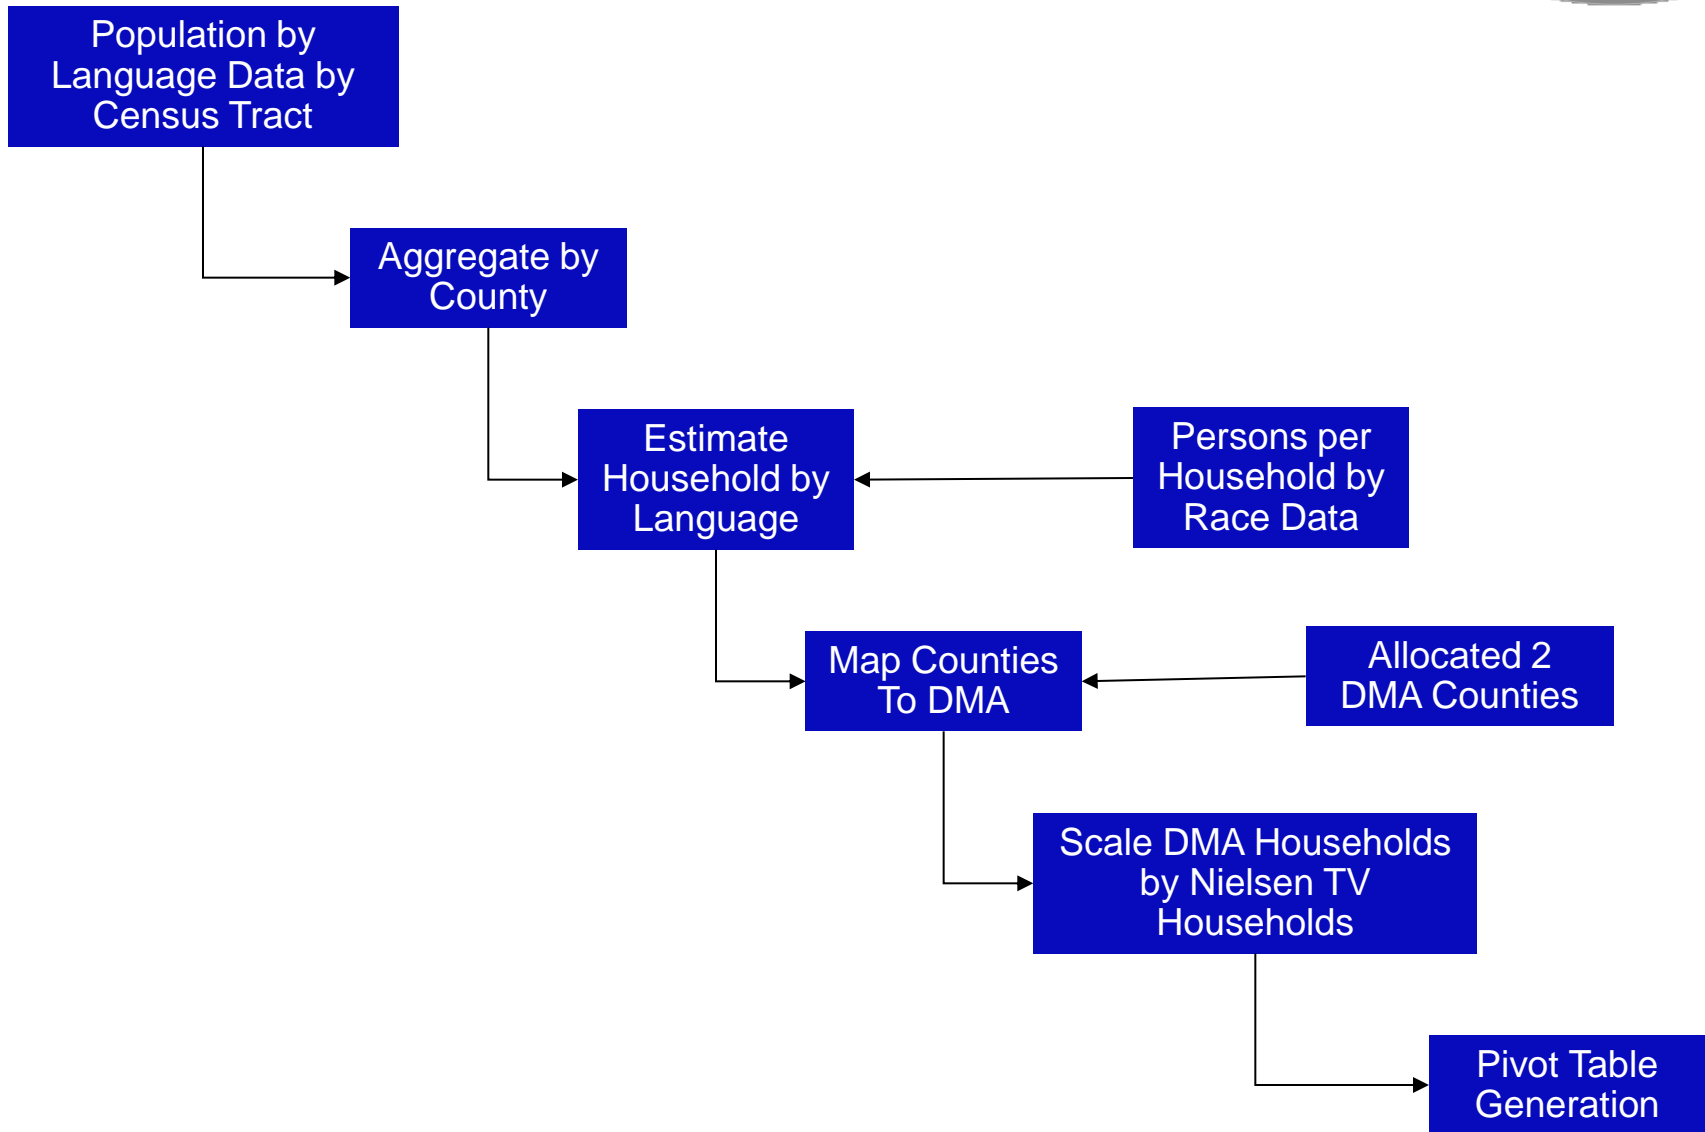 Population by
Language Data by
Census Tract
Aggregate by
County
Estimate
Household by
Language
Persons per
Household by
Race Data
Map Counties
To DMA
Allocated 2
DMA Counties
Scale DMA Households
by Nielsen TV
Households
Pivot Table
Generation